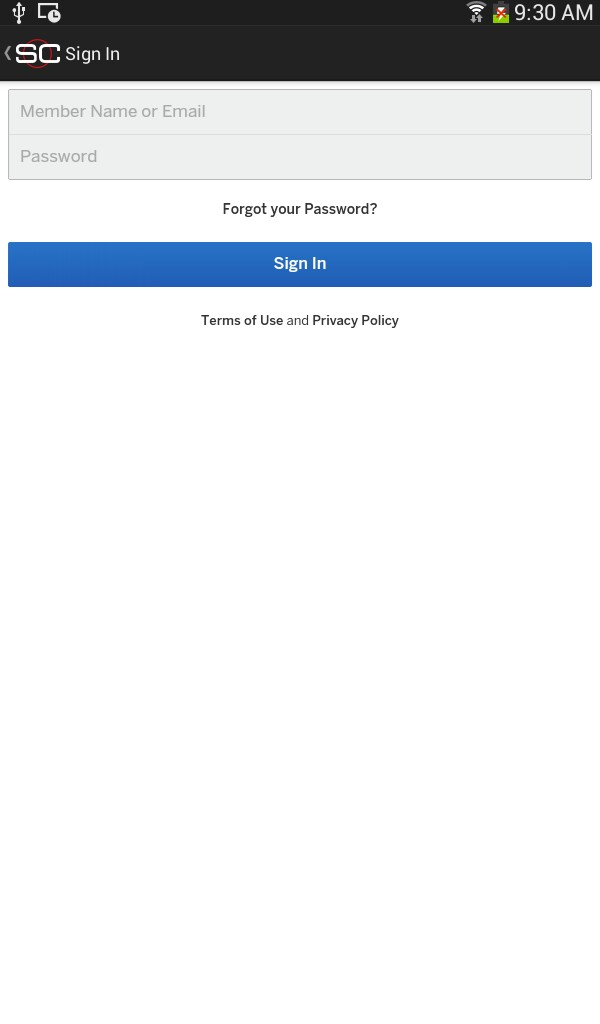 9:30 AM
SC Sign In
Member Name or Email
Password
Forgot your Password?
Sign In
Terms of Use and Privacy Policy